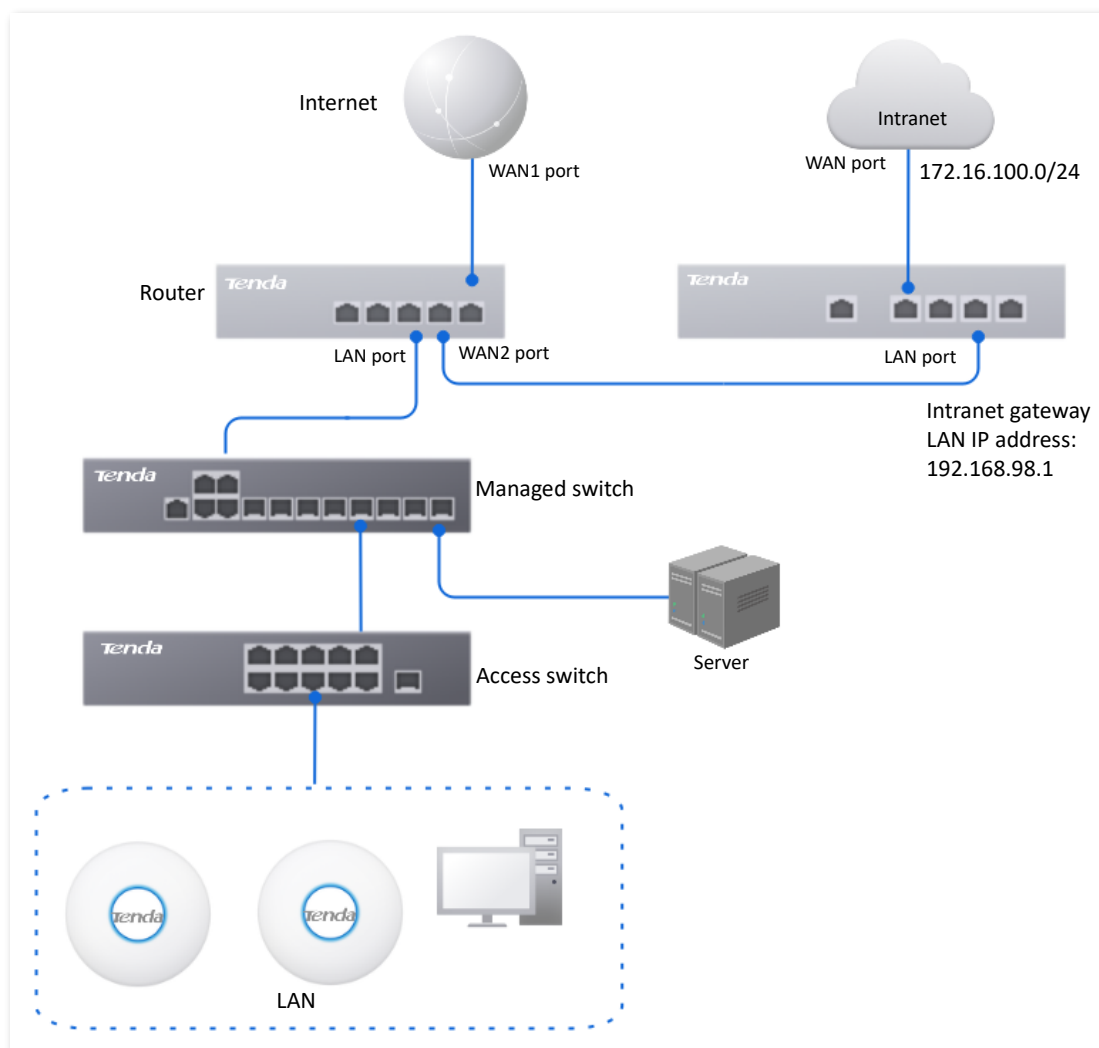 Internet
WAN1 port
Intranet
WAN port
172.16.100.0/24
Router
Tenda
Tenda
LAN port
WAN2 port
LAN port
Intranet gateway
LAN IP address:
192.168.98.1
Tenda
Managed switch
Tenda
Access switch
Server
Tenda
Tenda
LAN